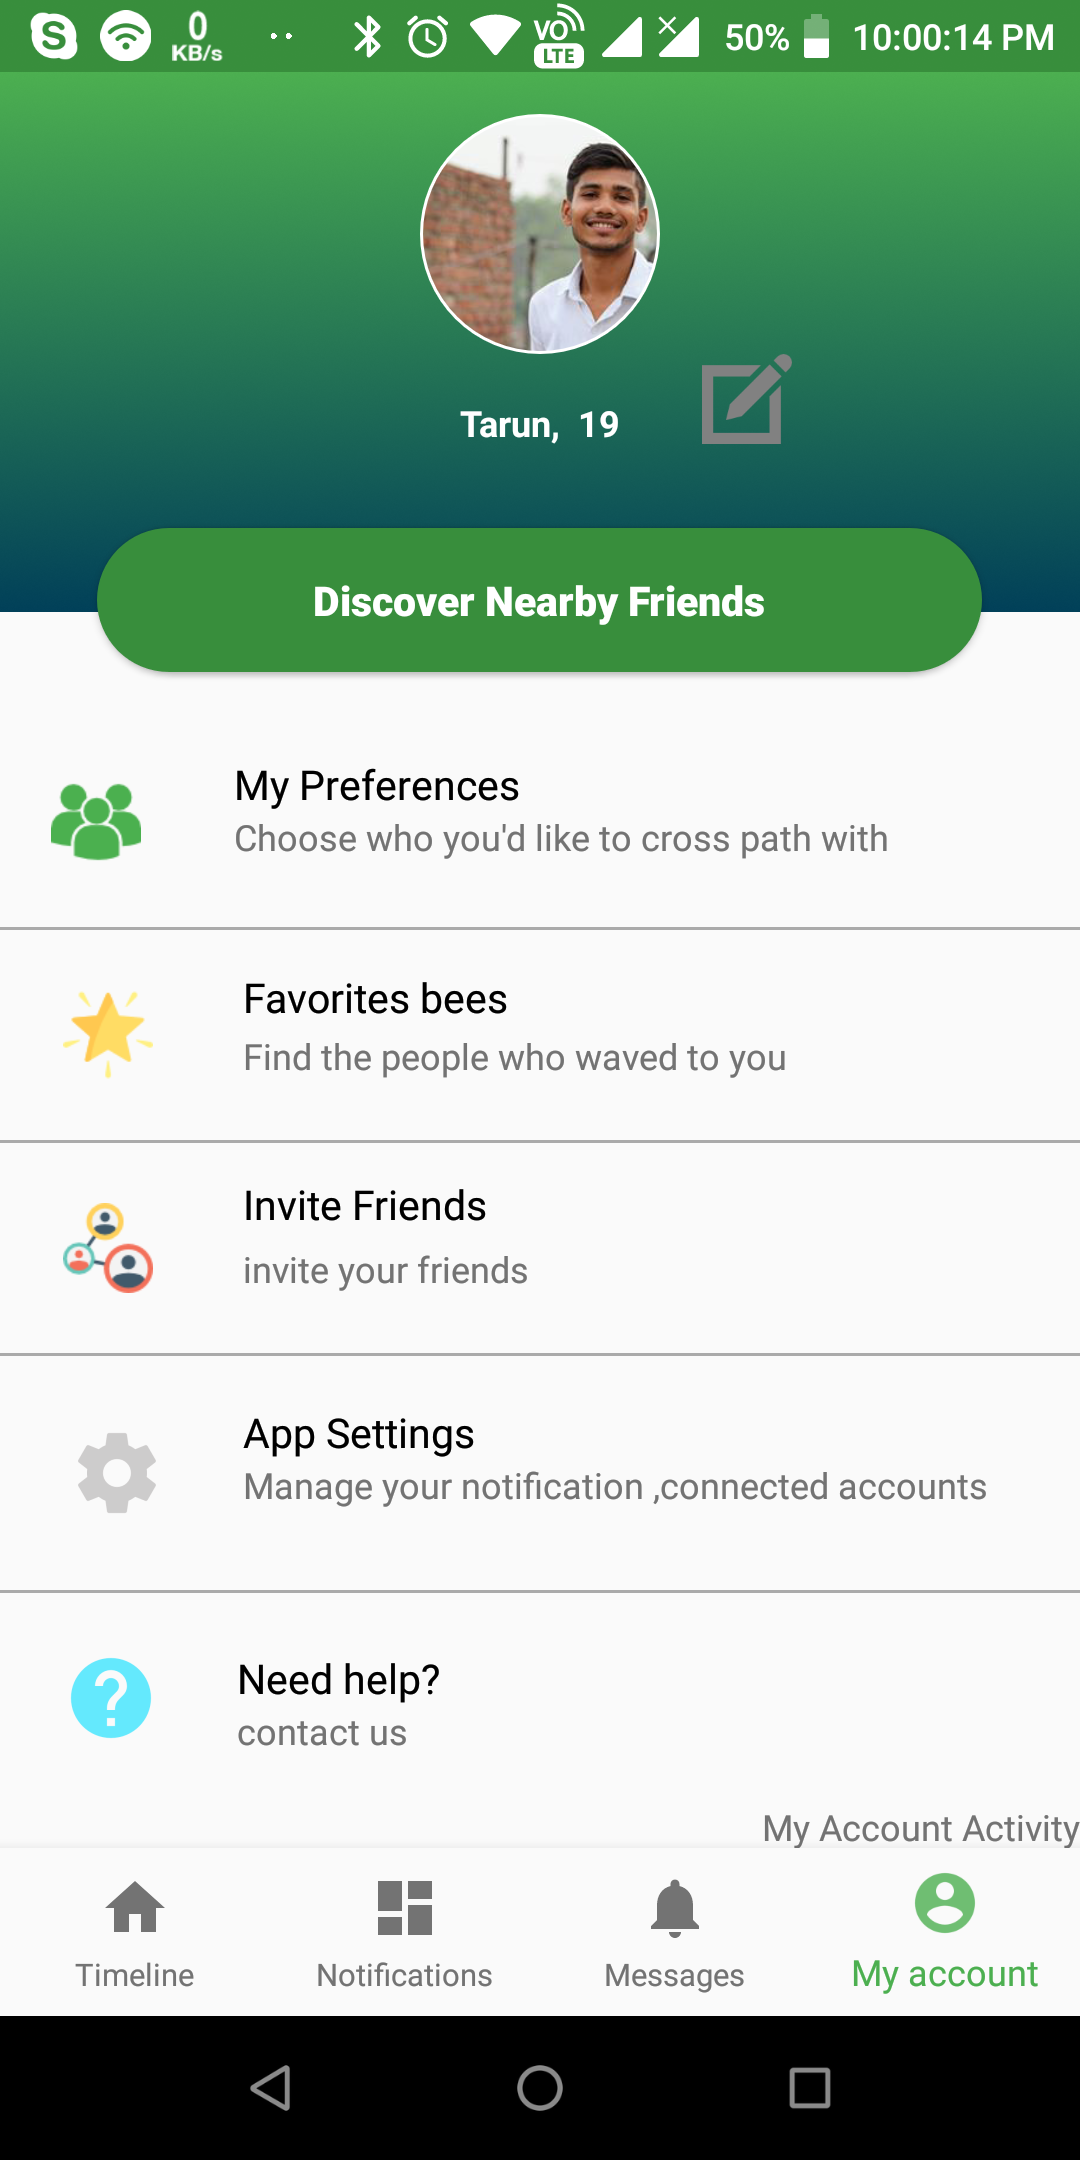 S 0 KB/s VO LTE 50% 10:00:14 PM
Tarun, 19
Discover Nearby Friends
My Preferences
Choose who you'd like to cross path with
Favorites bees
Find the people who waved to you
Invite Friends
invite your friends
App Settings
Manage your notification ,connected accounts
Need help?
contact us
My Account Activity
Timeline Notifications Messages My account